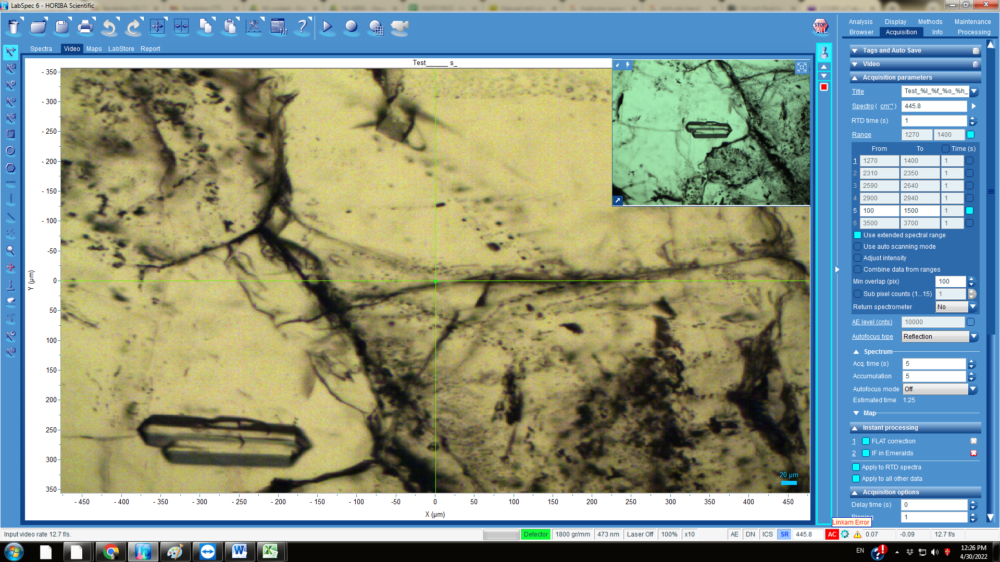 LabSpec 6 - HORIBA Scientific
STOP ALL
Analysis Display Methods Maintenance
Browser Acquisition Info Processing
Spectra Video Maps LabStore Report
Test______ s_
Y (µm)
- 350
- 300
- 250
- 200
- 150
- 100
-50
0
50
100
150
200
250
300
350
- 450 - 400 - 350 - 300 - 250 - 200 - 150 - 100 -50 0 50 100 150 200 250 300 350 400 450
X (µm)
20 µm
Tags and Auto Save
Video
Acquisition parameters
Title Test_%l_%f_%o_%h_
Spectro ( cm⁻¹ ) 445.8
RTD time (s) 1
Range 1270 1400
From To Time (s)
1 1270 1400 1
2 2310 2350 1
3 2590 2640 1
4 2900 2940 1
5 100 1500 1
6 3500 3700 1
Use extended spectral range
Use auto scanning mode
Adjust intensity
Combine data from ranges
Min overlap (pix) 100
Sub pixel counts (1...15) 1
Return spectrometer No
AE level (cnts) 10000
Autofocus type Reflection
Spectrum
Acq. time (s) 5
Accumulation 5
Autofocus mode Off
Estimated time 1:25
Map
Instant processing
1 FLAT correction
2 IF in Emeralds
Apply to RTD spectra
Apply to all other data
Acquisition options
Delay time (s) 0
Binning 1
Linkam Error
Input video rate 12.7 f/s.
Detector 1800 gr/mm 473 nm Laser Off 100% x10 AE DN ICS SR 445.8 AC 0.07 -0.09 12.7 f/s
EN
12:26 PM
4/30/2022